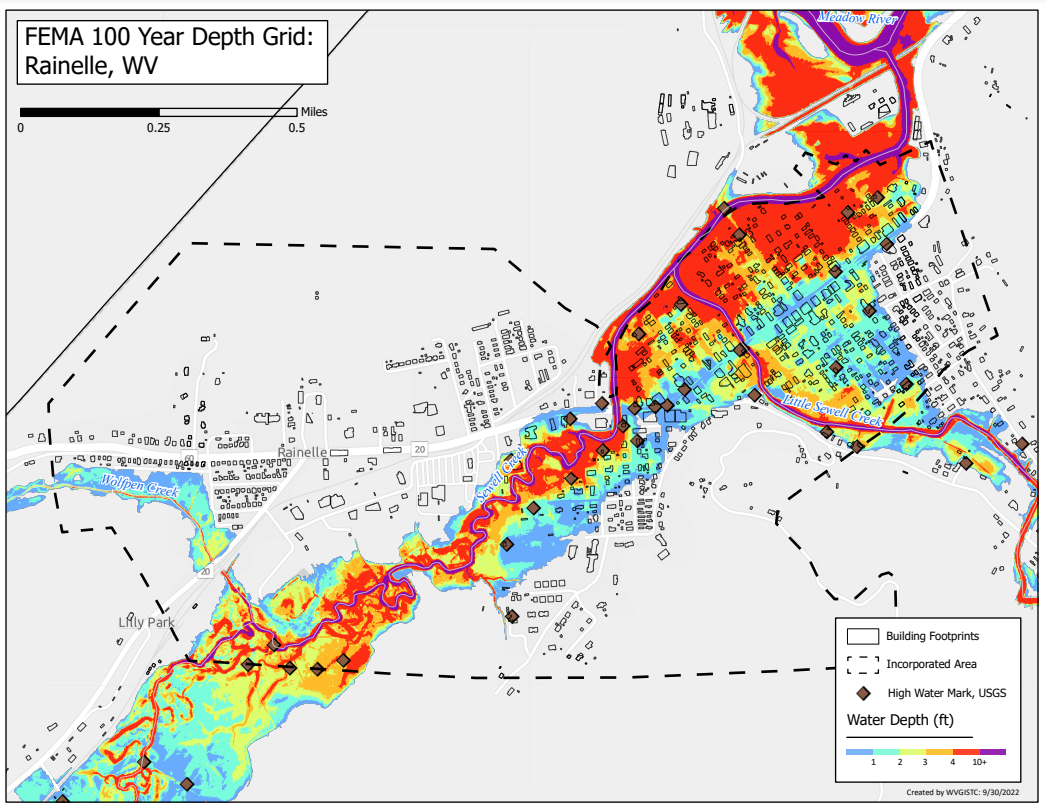 FEMA 100 Year Depth Grid:
Rainelle, WV
Miles
0 0.25 0.5
Meadow River
Little Sewell Creek
20
Rainelle
60
Sewell Creek
Wolfpen Creek
20
Lilly Park
Building Footprints
Incorporated Area
High Water Mark, USGS
Water Depth (ft)
1 2 3 4 10+
Created by WVGISTC: 9/30/2022